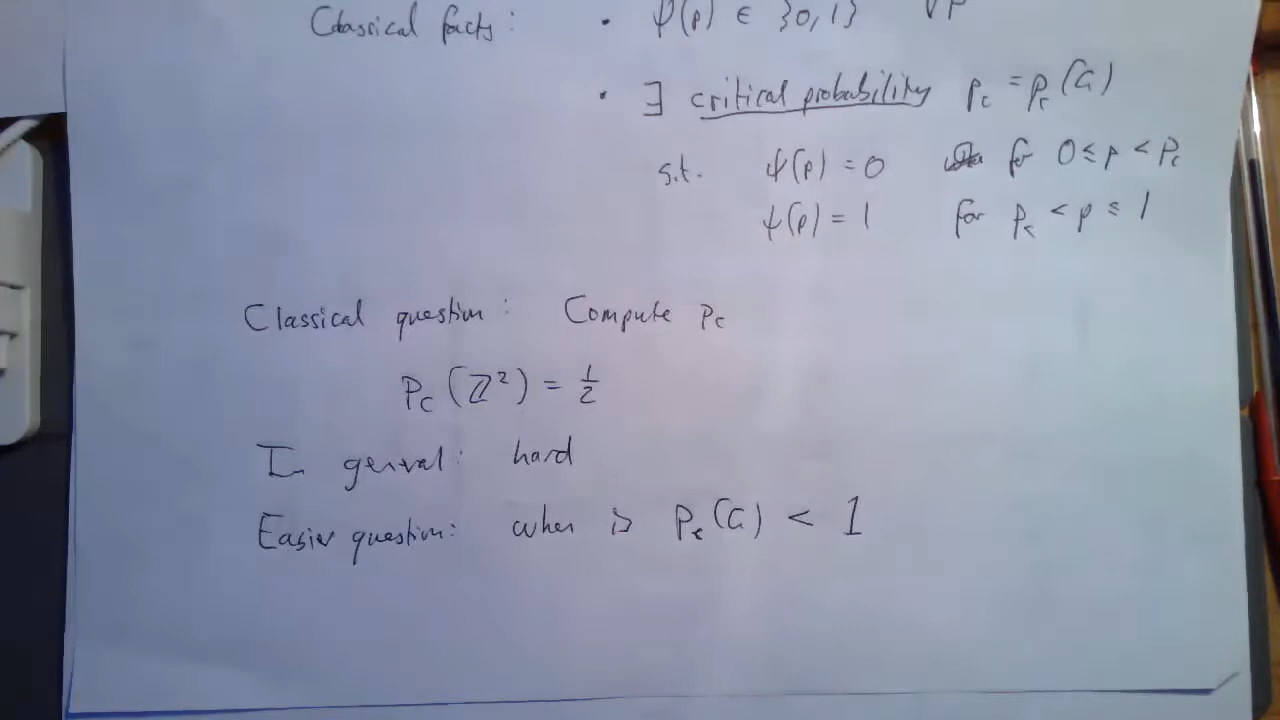 Classical facts: • ψ(p) ∈ {0,1} ∀p
• ∃ critical probability p_c = p_c(G)
s.t. ψ(p) = 0 for 0 ≤ p < p_c
ψ(p) = 1 for p_c < p ≤ 1
Classical question: Compute p_c
p_c(ℤ²) = 1/2
In general: hard
Easier question: when is p_c(G) < 1